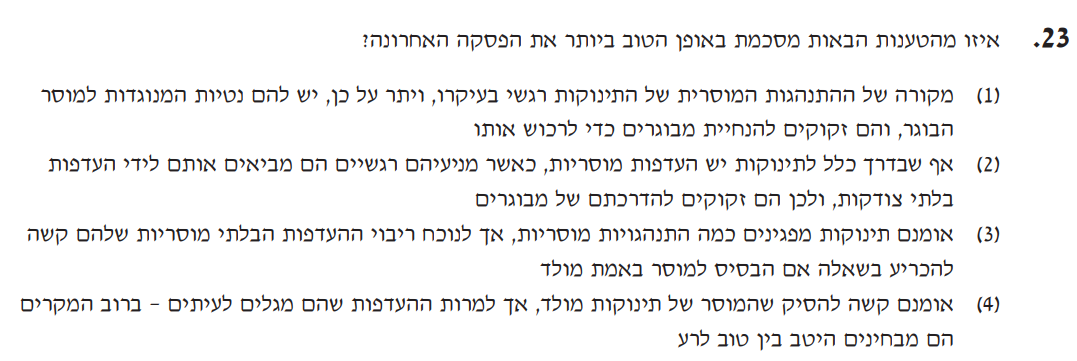 23. איזו מהטענות הבאות מסכמת באופן הטוב ביותר את הפסקה האחרונה?
(1) מקורה של ההתנהגות המוסרית של התינוקות רגשי בעיקרו, ויתר על כן, יש להם נטיות המנוגדות למוסר
הבוגר, והם זקוקים להנחיית מבוגרים כדי לרכוש אותו
(2) אף שבדרך כלל לתינוקות יש העדפות מוסריות, כאשר מניעיהם רגשיים הם מביאים אותם לידי העדפות
בלתי צודקות, ולכן הם זקוקים להדרכתם של מבוגרים
(3) אומנם תינוקות מפגינים כמה התנהגויות מוסריות, אך לנוכח ריבוי ההעדפות הבלתי מוסריות שלהם קשה
להכריע בשאלה אם הבסיס למוסר באמת מולד
(4) אומנם קשה להסיק שהמוסר של תינוקות מולד, אך למרות ההעדפות שהם מגלים לעיתים – ברוב המקרים
הם מבחינים היטב בין טוב לרע